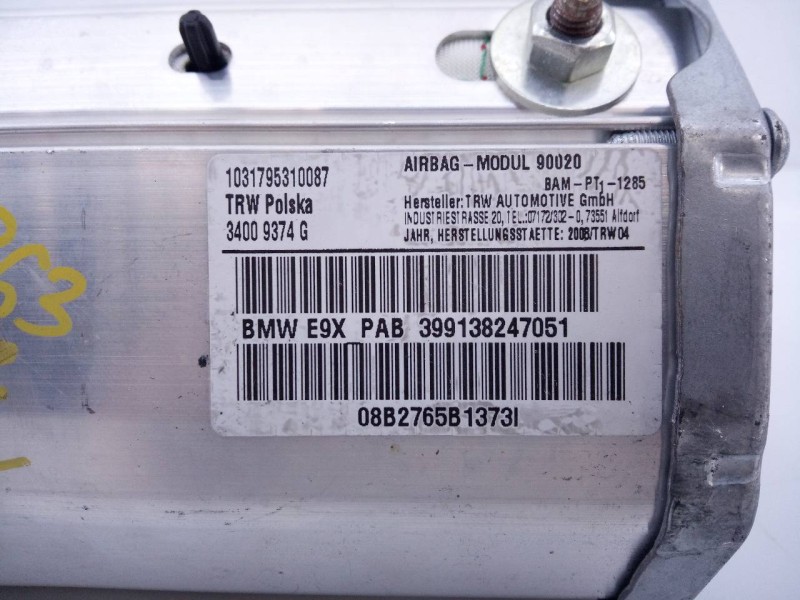 1031795310087
TRW Polska
3400 9374 G
AIRBAG-MODUL 90020
BAM-PT1-1285
Hersteller: TRW AUTOMOTIVE GmbH
INDUSTRIESTRASSE 20, TEL.:07172/302-0, 73551 Alfdorf
JAHR, HERSTELLUNGSSTAETTE: 2008/TRW04
BMW E9X PAB 399138247051
08B2765B1373I